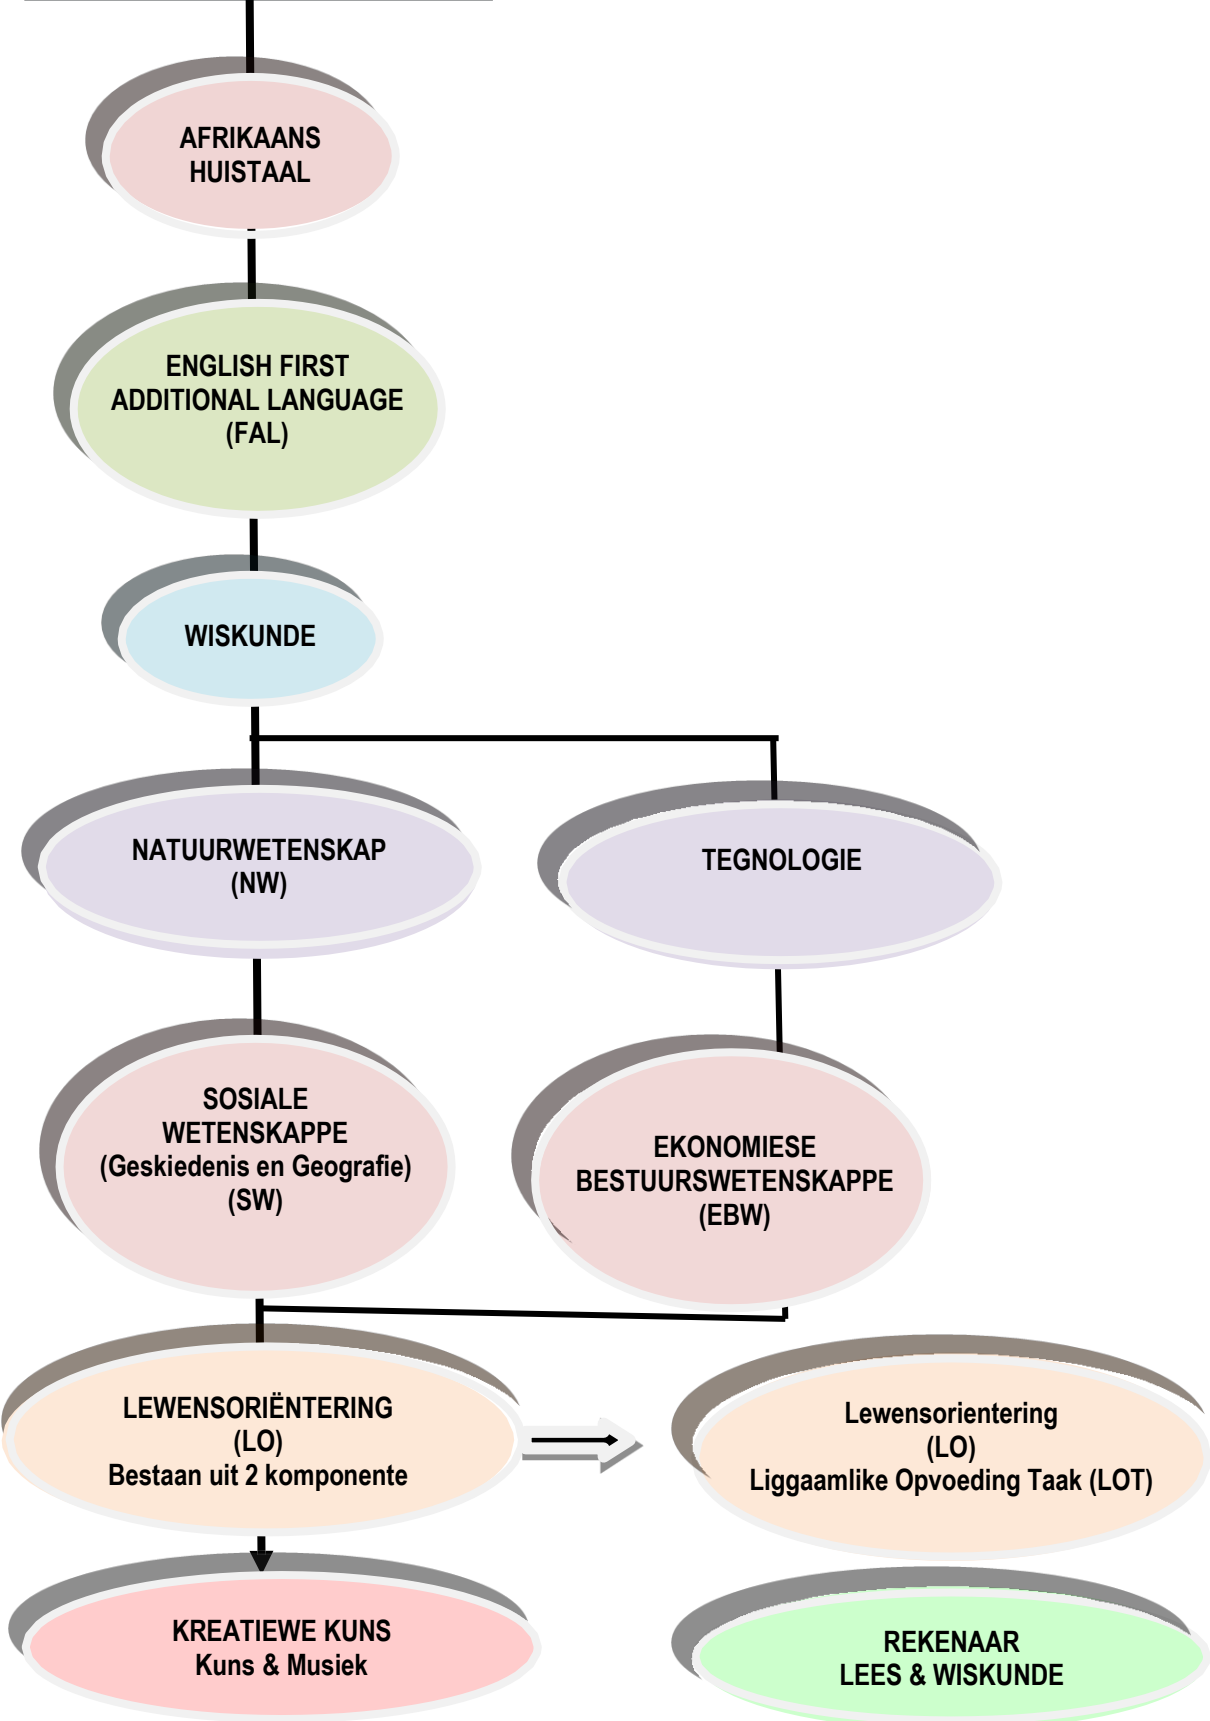 AFRIKAANS
HUISTAAL
ENGLISH FIRST
ADDITIONAL LANGUAGE
(FAL)
WISKUNDE
NATUURWETENSKAP
(NW)
TEGNOLOGIE
SOSIALE
WETENSKAPPE
(Geskiedenis en Geografie)
(SW)
EKONOMIESE
BESTUURSWETENSKAPPE
(EBW)
LEWENSORIËNTERING
(LO)
Bestaan uit 2 komponente
Lewensorientering
(LO)
Liggaamlike Opvoeding Taak (LOT)
KREATIEWE KUNS
Kuns & Musiek
REKENAAR
LEES & WISKUNDE